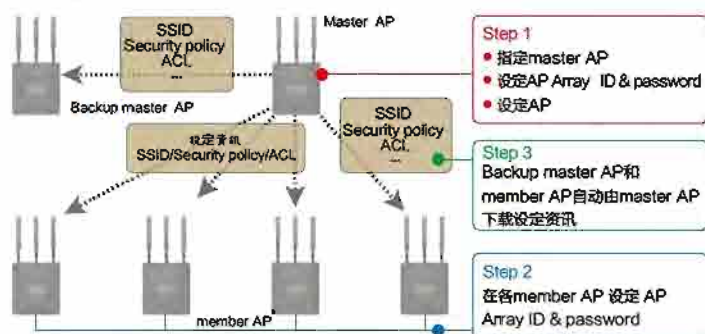 SSID
Security policy
ACL
...
Master AP
Backup master AP
设定资讯
SSID/Security policy/ACL
SSID
Security policy
ACL
...
member AP
Step 1
指定master AP
设定AP Array ID & password
设定AP
Step 3
Backup master AP和
member AP自动由master AP
下载设定资讯
Step 2
在各member AP 设定 AP
Array ID & password